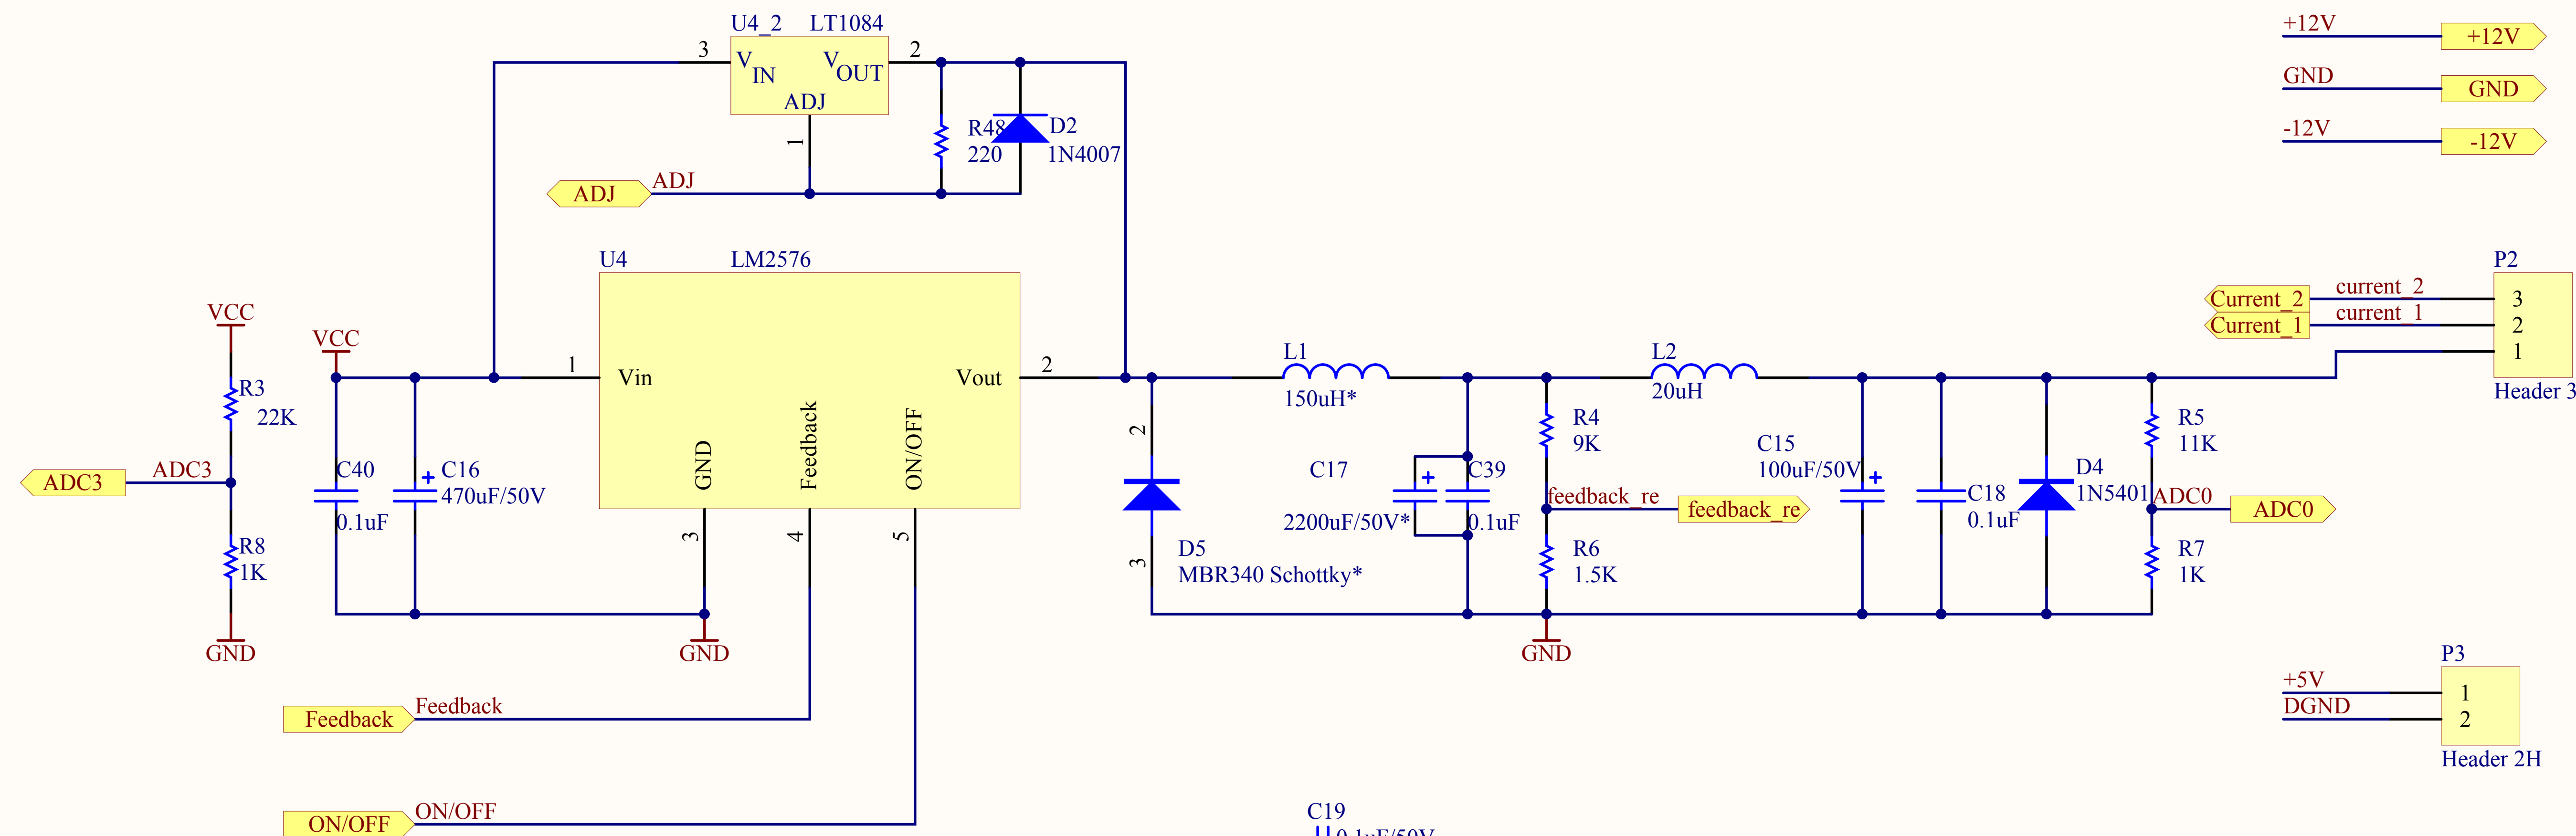 U4_2 LT1084
3 V IN V OUT 2
ADJ
1
R48
220
D2
1N4007
ADJ ADJ
+12V +12V
GND GND
-12V -12V
U4 LM2576
1 Vin Vout 2
GND Feedback ON/OFF
3 4 5
VCC
R3
22K
ADC3 ADC3
R8
1K
GND
VCC
C40
0.1uF
C16
470uF/50V
GND
Feedback Feedback
ON/OFF ON/OFF
2
3
D5
MBR340 Schottky*
L1
150uH*
C17
2200uF/50V*
C39
0.1uF
R4
9K
feedback_re feedback_re
R6
1.5K
GND
L2
20uH
C15
100uF/50V
C18
0.1uF
D4
1N5401
R5
11K
ADC0 ADC0
R7
1K
P2
Current_2 current_2 3
Current_1 current_1 2
1
Header 3
P3
+5V 1
DGND 2
Header 2H
C19
0.1uF/50V